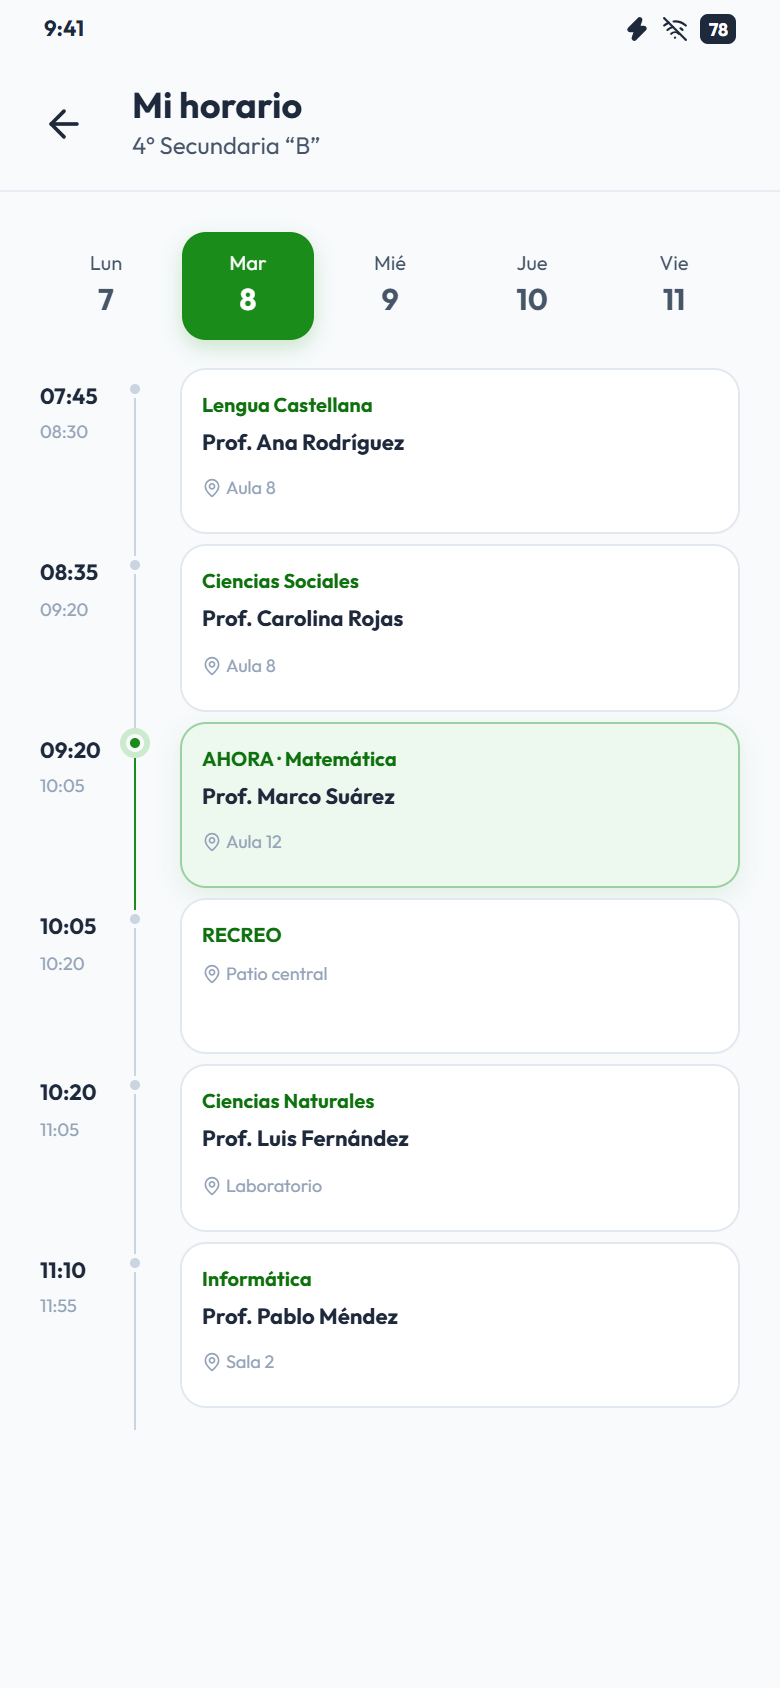 9:41
78
Mi horario
4° Secundaria “B”
Lun
7
Mar
8
Mié
9
Jue
10
Vie
11
07:45
08:30
Lengua Castellana
Prof. Ana Rodríguez
Aula 8
08:35
09:20
Ciencias Sociales
Prof. Carolina Rojas
Aula 8
09:20
10:05
AHORA · Matemática
Prof. Marco Suárez
Aula 12
10:05
10:20
RECREO
Patio central
10:20
11:05
Ciencias Naturales
Prof. Luis Fernández
Laboratorio
11:10
11:55
Informática
Prof. Pablo Méndez
Sala 2